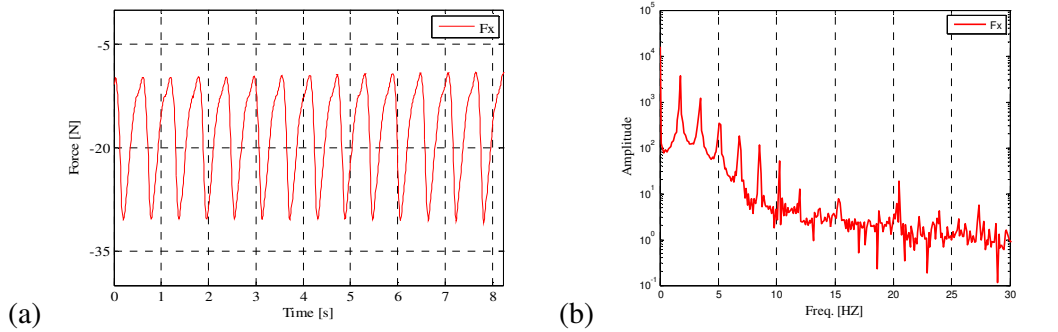 (a)
Force [N]
-5
-20
-35
Fx
0 1 2 3 4 5 6 7 8
Time [s]
(b)
Amplitude
10^5
10^4
10^3
10^2
10^1
10^0
10^-1
Fx
0 5 10 15 20 25 30
Freq. [HZ]